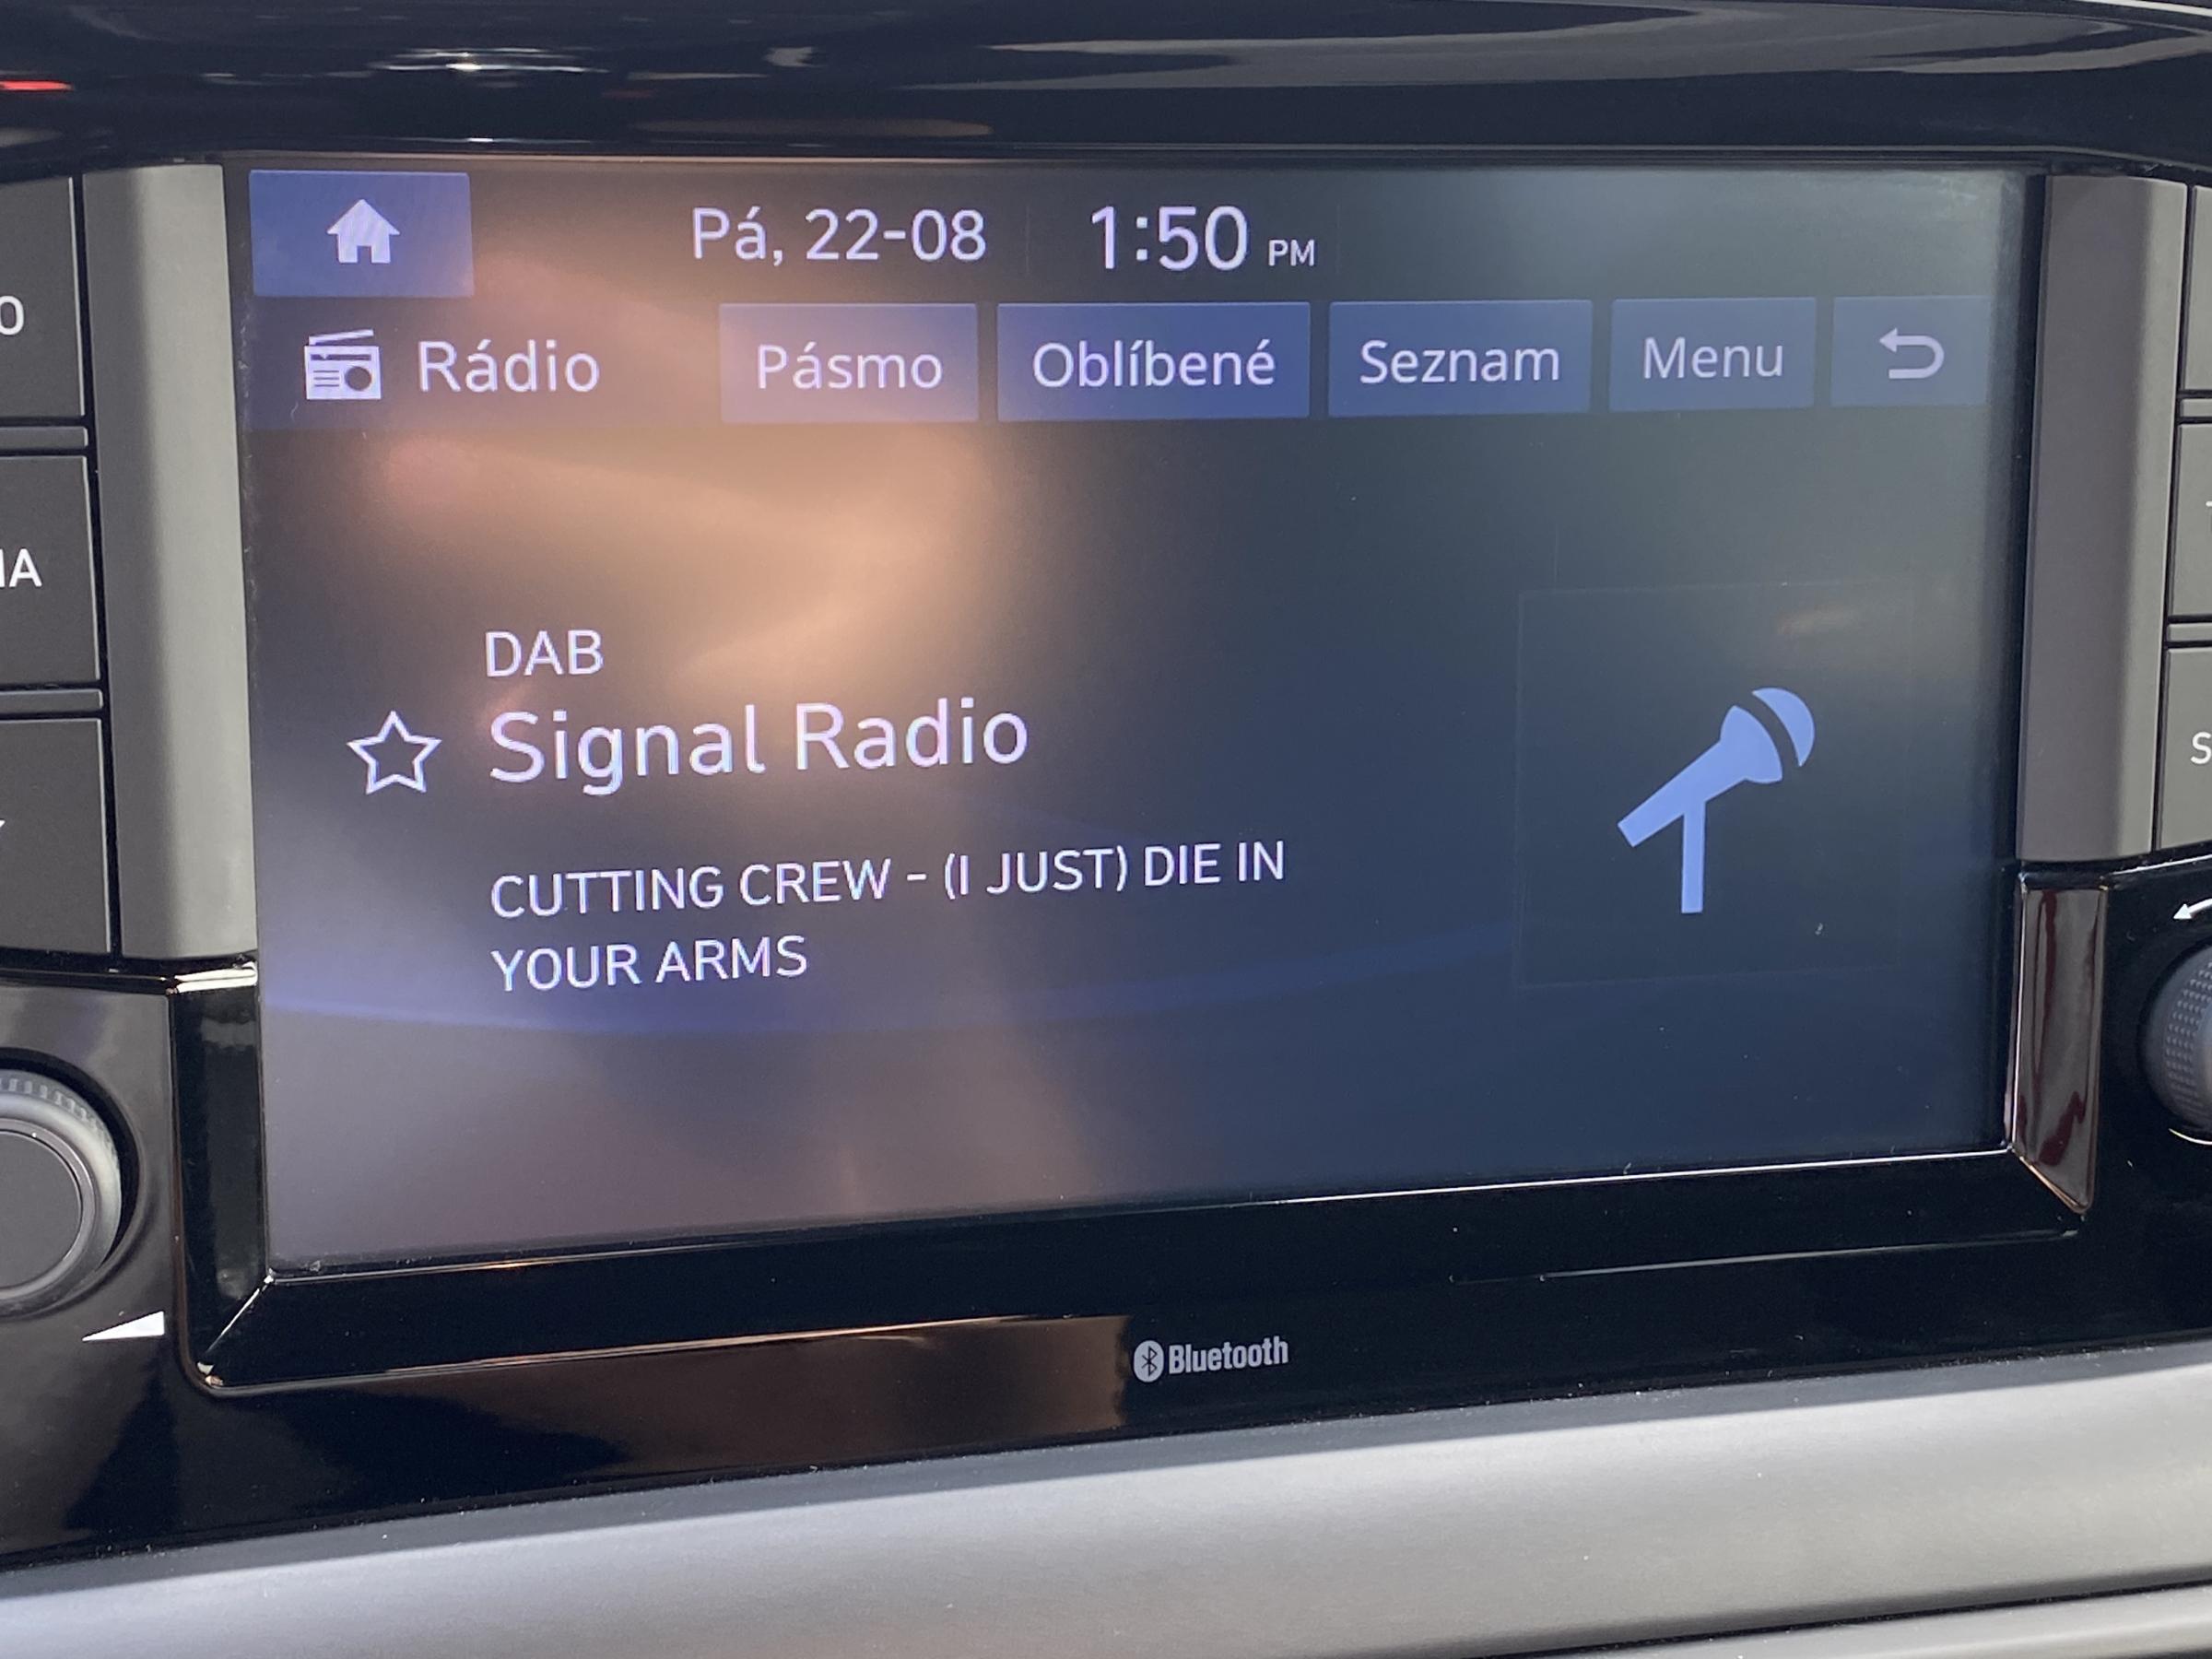 Pá, 22-08 1:50 PM
Rádio Pásmo Oblíbené Seznam Menu
DAB
Signal Radio
CUTTING CREW - (I JUST) DIE IN
YOUR ARMS
Bluetooth